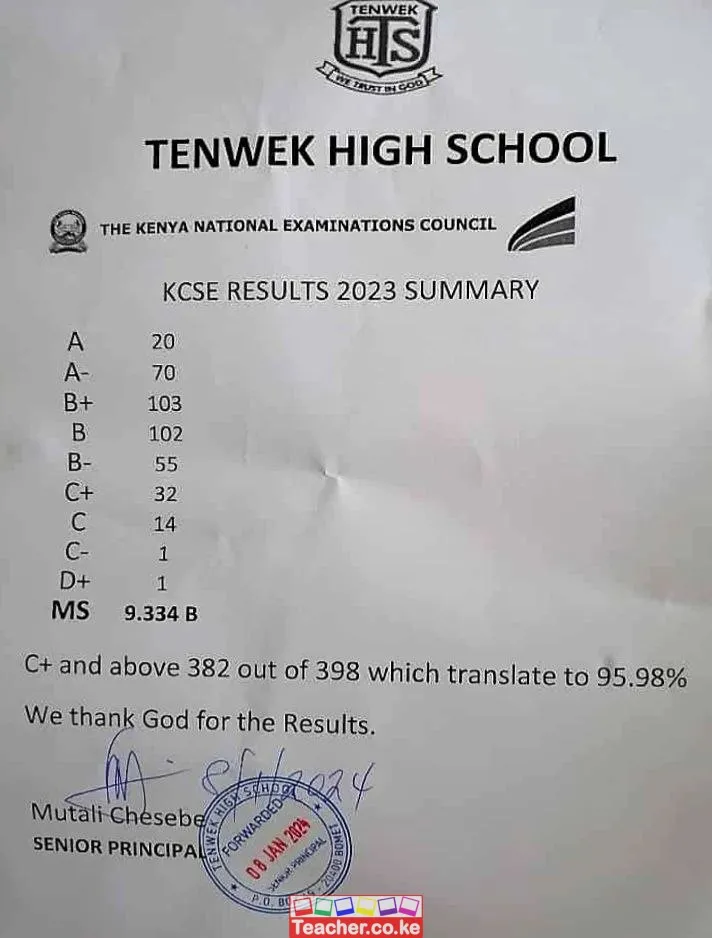 TENWEK
HTS
WE TRUST IN GOD
TENWEK HIGH SCHOOL
THE KENYA NATIONAL EXAMINATIONS COUNCIL
KCSE RESULTS 2023 SUMMARY
A 20
A- 70
B+ 103
B 102
B- 55
C+ 32
C 14
C- 1
D+ 1
MS 9.334 B
C+ and above 382 out of 398 which translate to 95.98%
We thank God for the Results.
8/1/2024
Mutali Chesebe
SENIOR PRINCIPAL
TENWEK HIGH SCHOOL
FORWARDED
08 JAN 2024
SENIOR PRINCIPAL
P.O. - 20400 BOMET
Teacher.co.ke